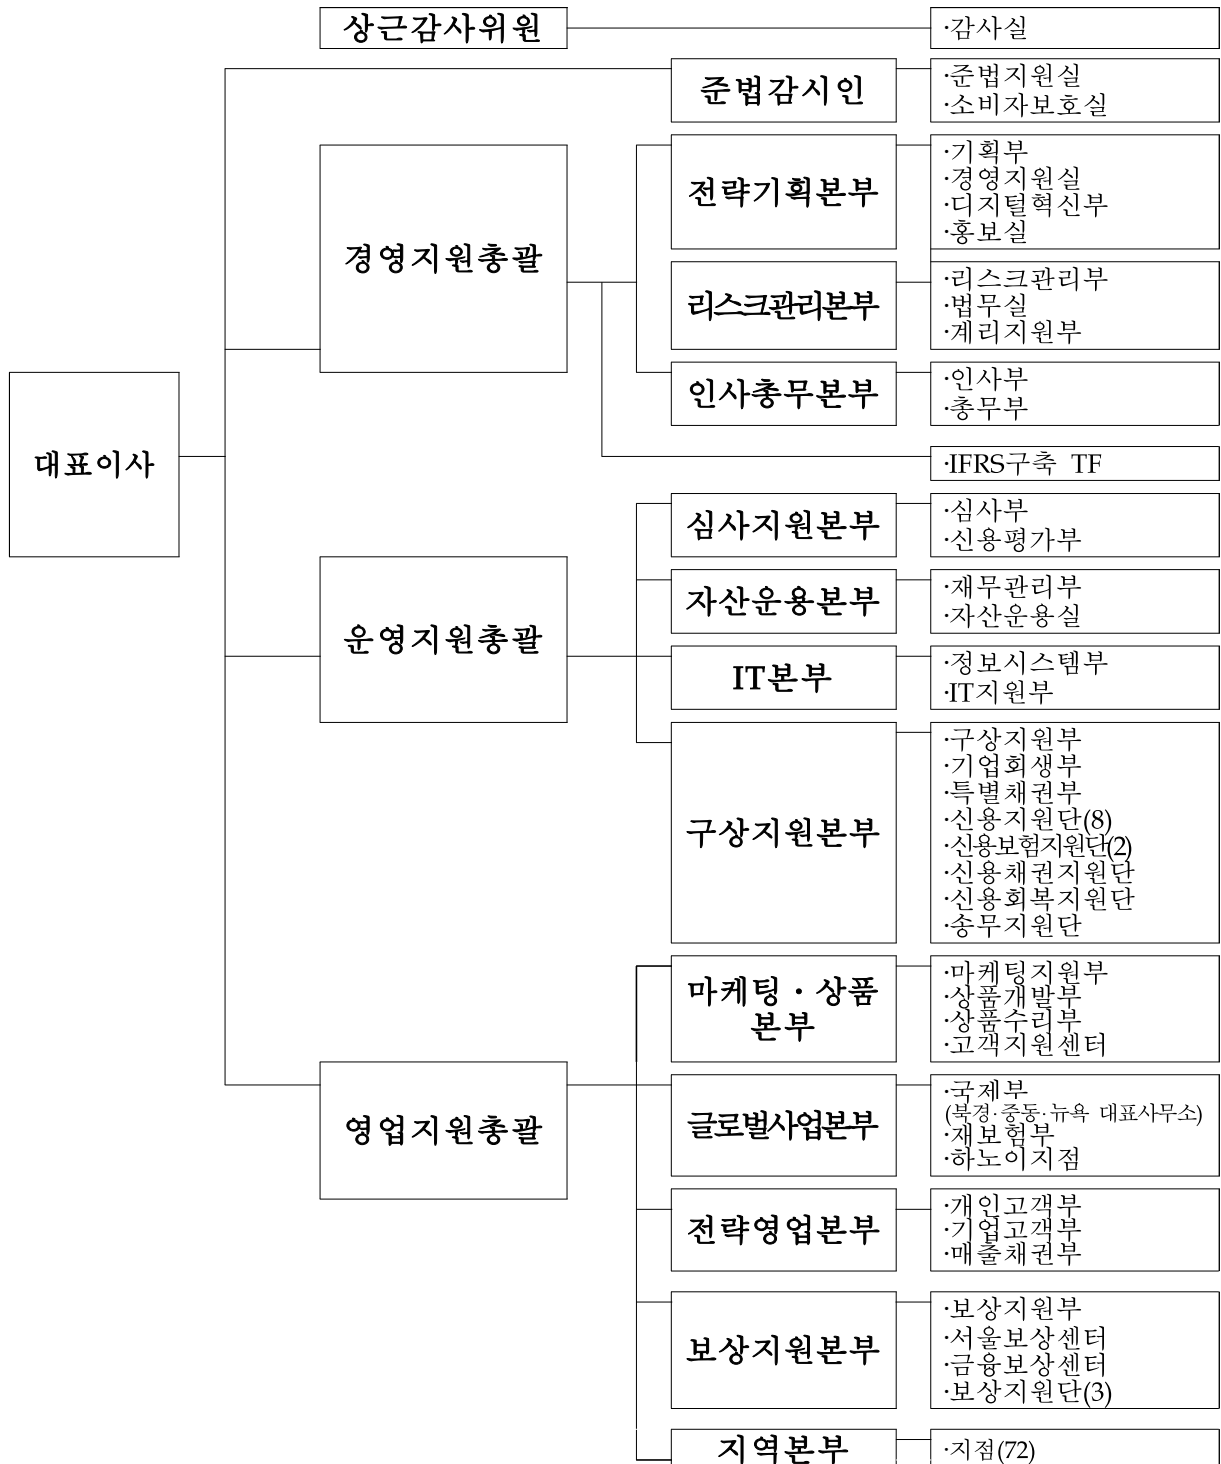 상근감사위원
·감사실
준법감시인
·준법지원실
·소비자보호실
경영지원총괄
전략기획본부
·기획부
·경영지원실
·디지털혁신부
·홍보실
리스크관리본부
·리스크관리부
·법무실
·계리지원부
인사총무본부
·인사부
·총무부
대표이사
·IFRS구축 TF
운영지원총괄
심사지원본부
·심사부
·신용평가부
자산운용본부
·재무관리부
·자산운용실
IT본부
·정보시스템부
·IT지원부
구상지원본부
·구상지원부
·기업회생부
·특별채권부
·신용지원단(8)
·신용보험지원단(2)
·신용채권지원단
·신용회복지원단
·송무지원단
영업지원총괄
마케팅·상품
본부
·마케팅지원부
·상품개발부
·상품수리부
·고객지원센터
글로벌사업본부
·국제부
(북경·중동·뉴욕 대표사무소)
·재보험부
·하노이지점
전략영업본부
·개인고객부
·기업고객부
·매출채권부
보상지원본부
·보상지원부
·서울보상센터
·금융보상센터
·보상지원단(3)
지역본부
·지점(72)